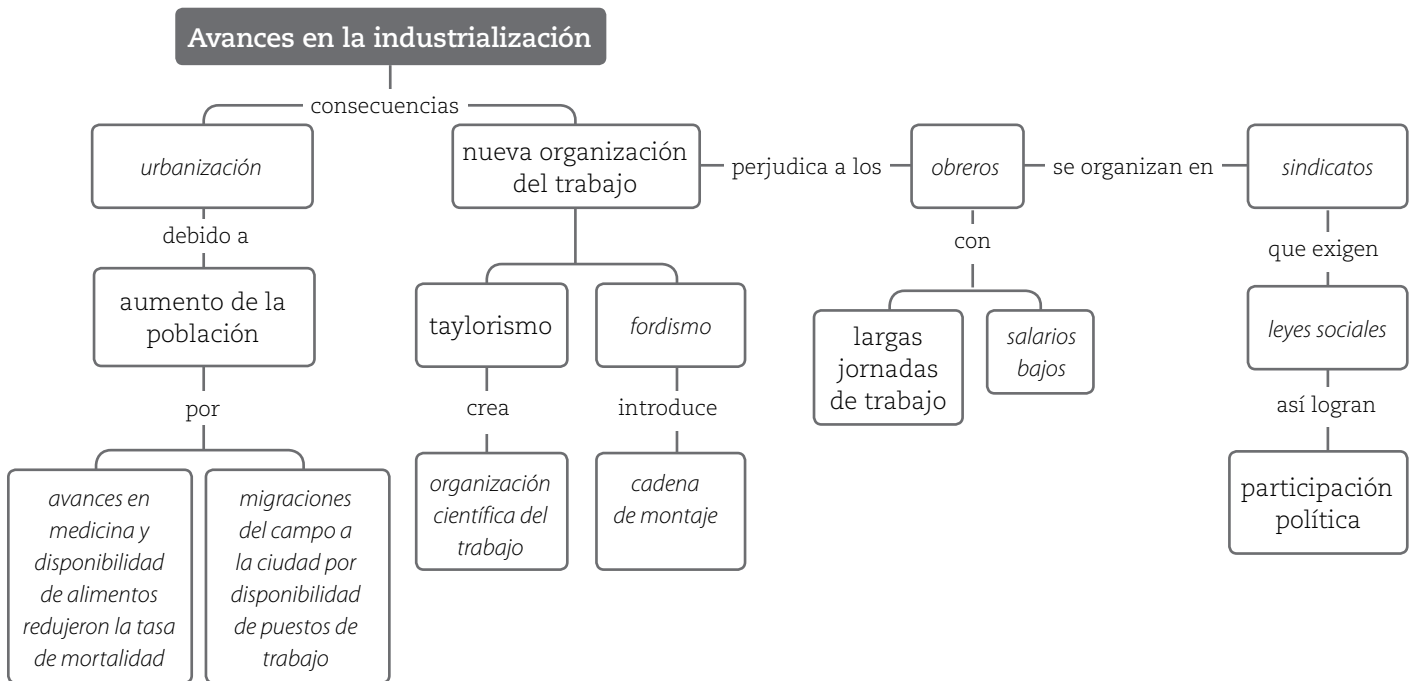 Avances en la industrialización
consecuencias
urbanización
debido a
aumento de la
población
por
avances en
medicina y
disponibilidad
de alimentos
redujeron la tasa
de mortalidad
migraciones
del campo a
la ciudad por
disponibilidad
de puestos de
trabajo
nueva organización
del trabajo
taylorismo
crea
organización
científica del
trabajo
fordismo
introduce
cadena
de montaje
perjudica a los
obreros
con
largas
jornadas
de trabajo
salarios
bajos
se organizan en
sindicatos
que exigen
leyes sociales
así logran
participación
política